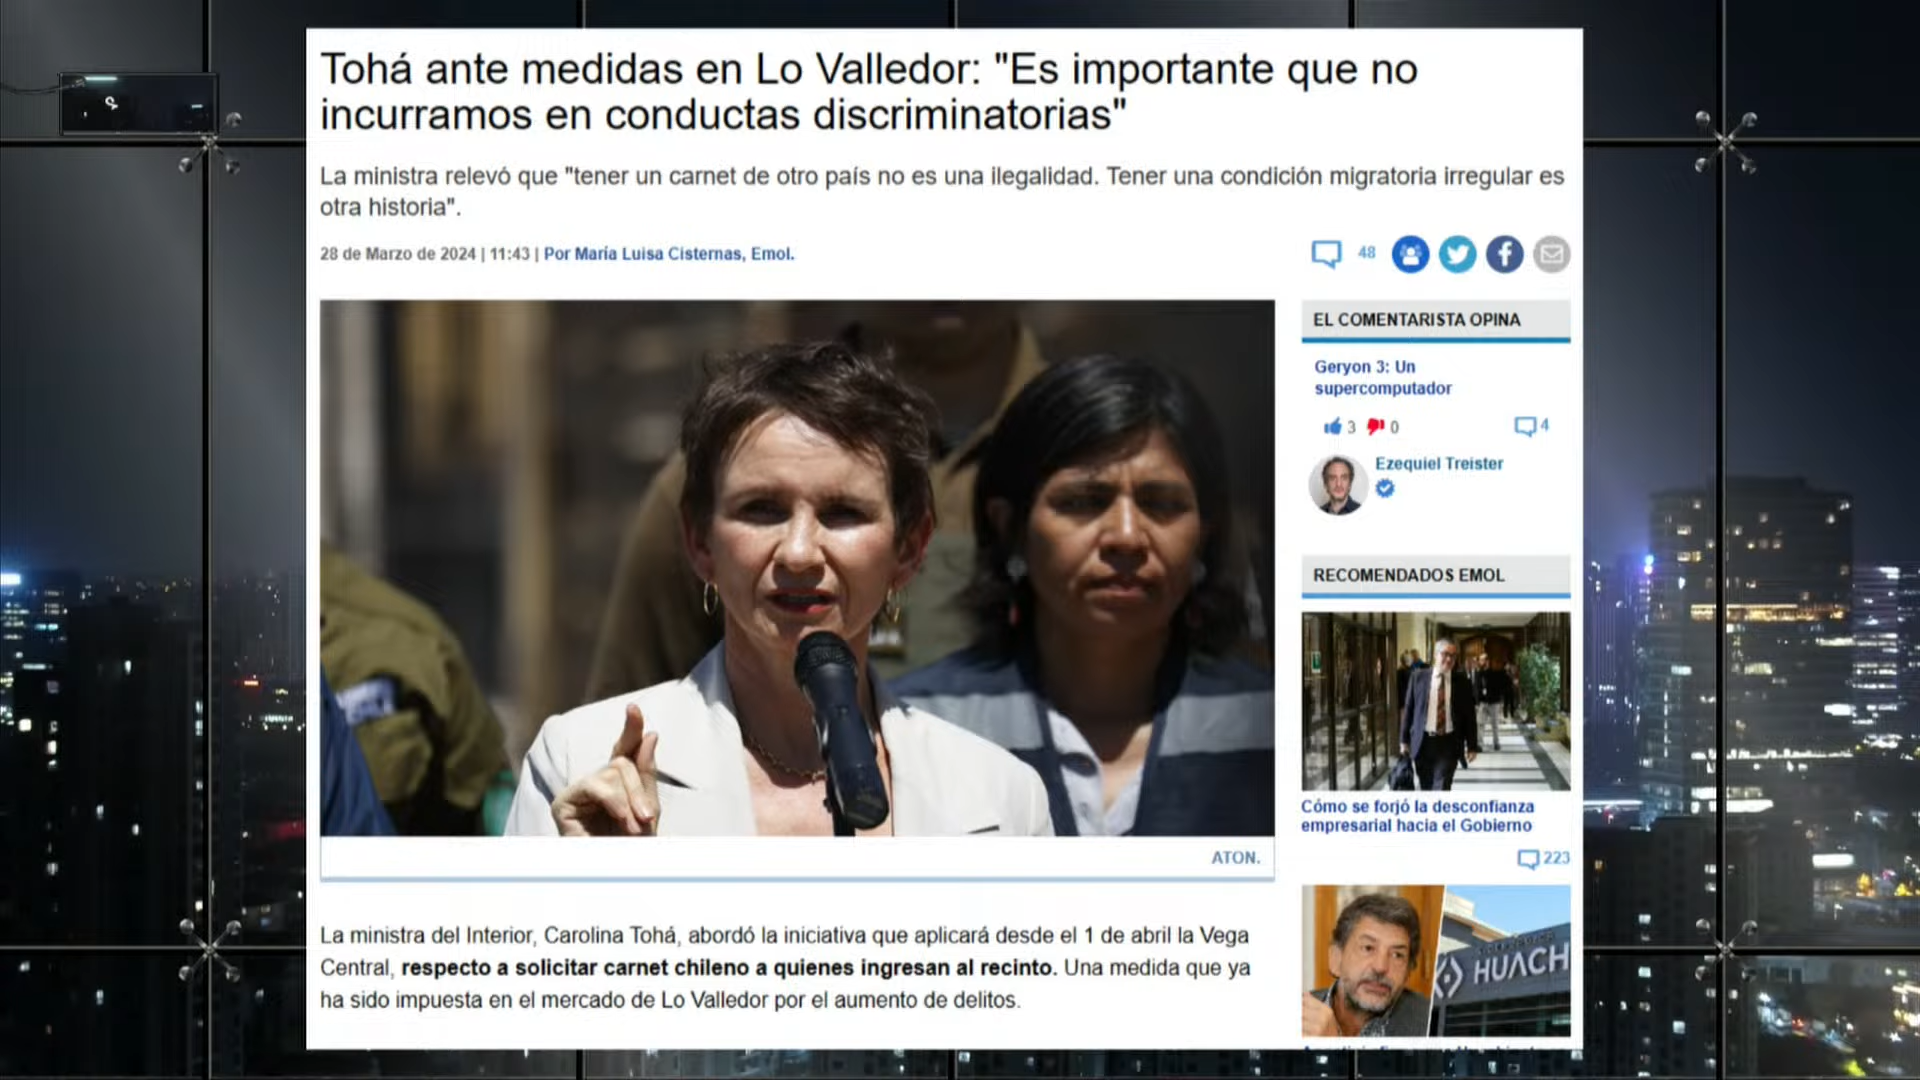 Tohá ante medidas en Lo Valledor: "Es importante que no
incurramos en conductas discriminatorias"
La ministra relevó que "tener un carnet de otro país no es una ilegalidad. Tener una condición migratoria irregular es
otra historia".
28 de Marzo de 2024 | 11:43 | Por María Luisa Cisternas, Emol.
48
ATON.
La ministra del Interior, Carolina Tohá, abordó la iniciativa que aplicará desde el 1 de abril la Vega
Central, respecto a solicitar carnet chileno a quienes ingresan al recinto. Una medida que ya
ha sido impuesta en el mercado de Lo Valledor por el aumento de delitos.
EL COMENTARISTA OPINA
Geryon 3: Un
supercomputador
3 0 4
Ezequiel Treister
RECOMENDADOS EMOL
Cómo se forjó la desconfianza
empresarial hacia el Gobierno
223
HUACH